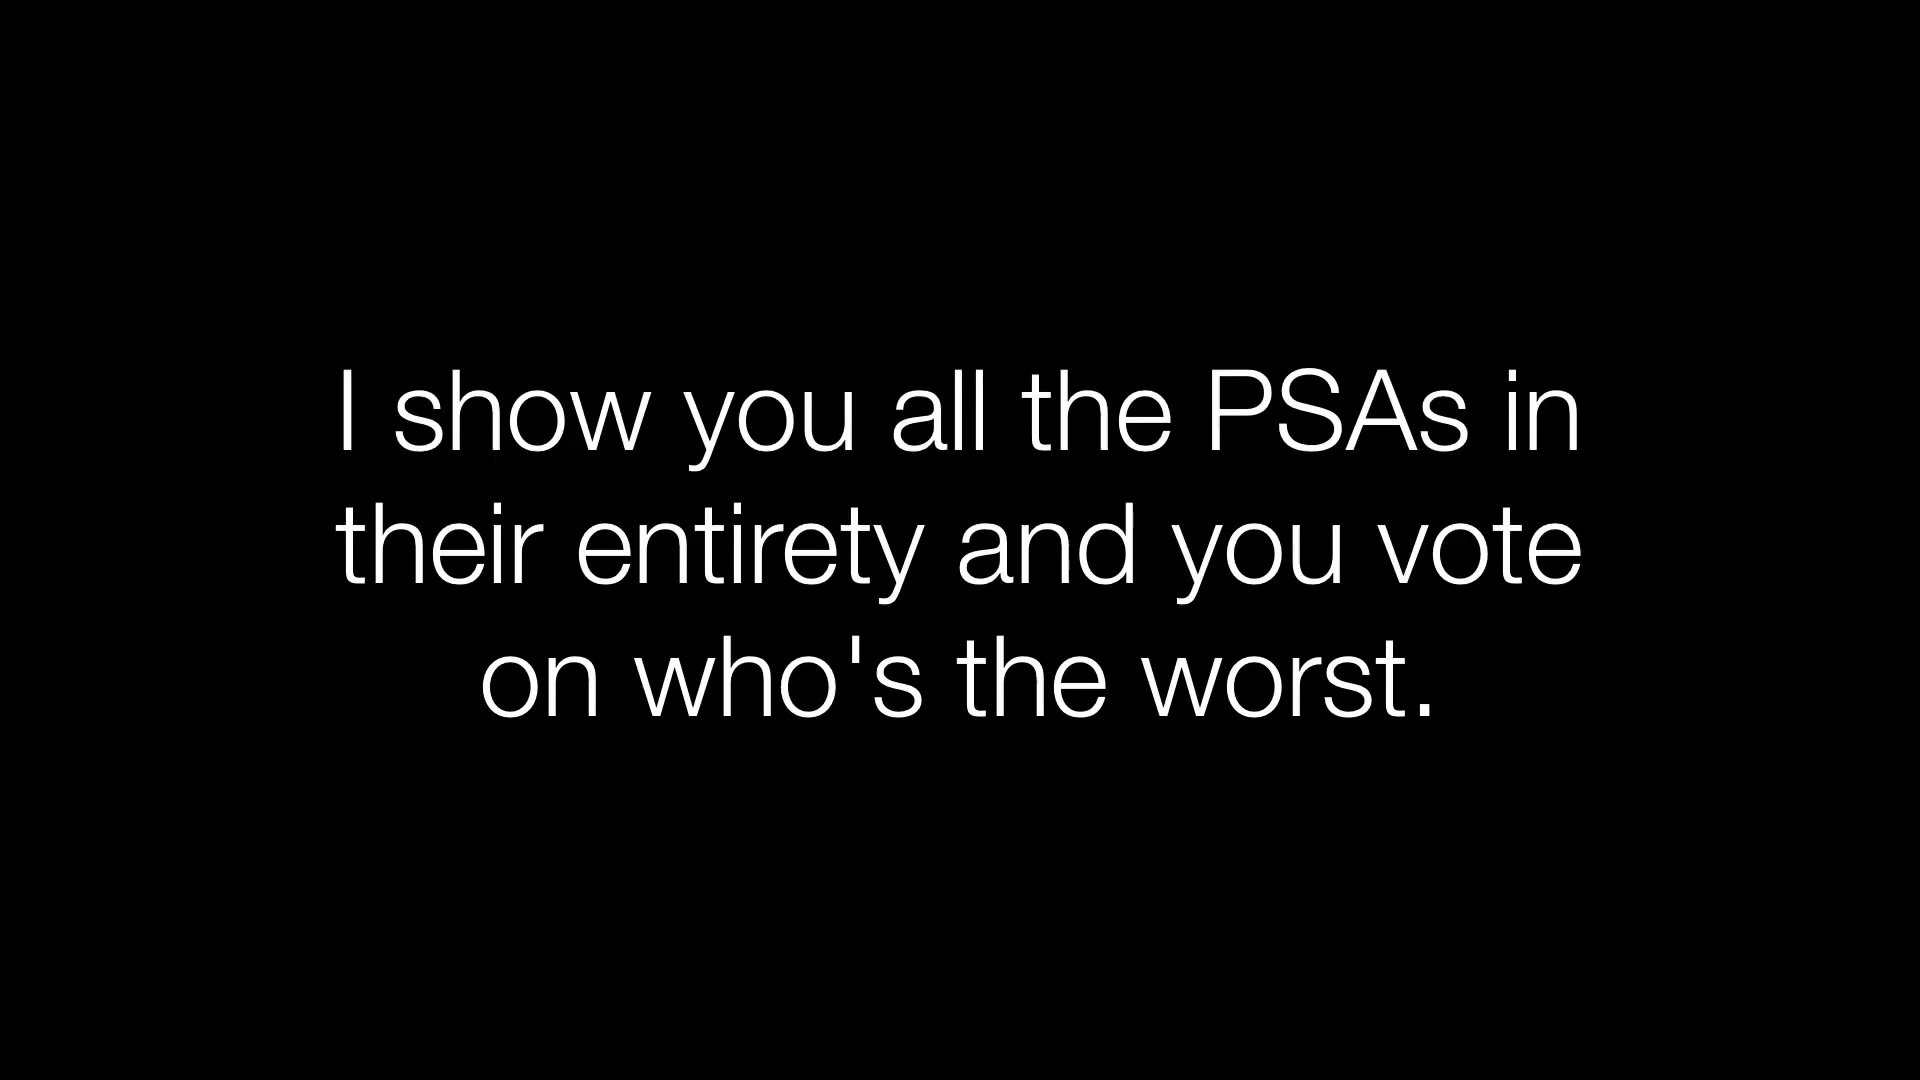 I show you all the PSAs in
their entirety and you vote
on who's the worst.